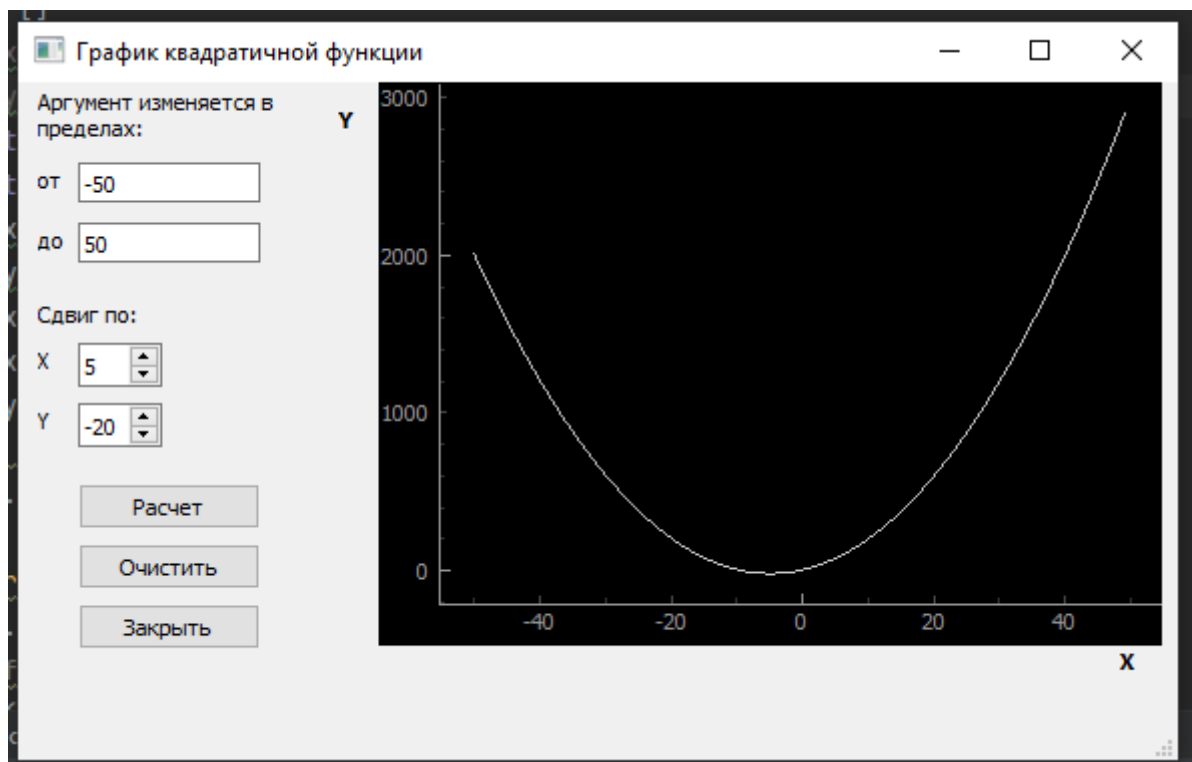 График квадратичной функции
Аргумент изменяется в
пределах:
от -50
до 50
Сдвиг по:
X 5
Y -20
Расчет
Очистить
Закрыть
Y
3000
2000
1000
0
-40 -20 0 20 40
X